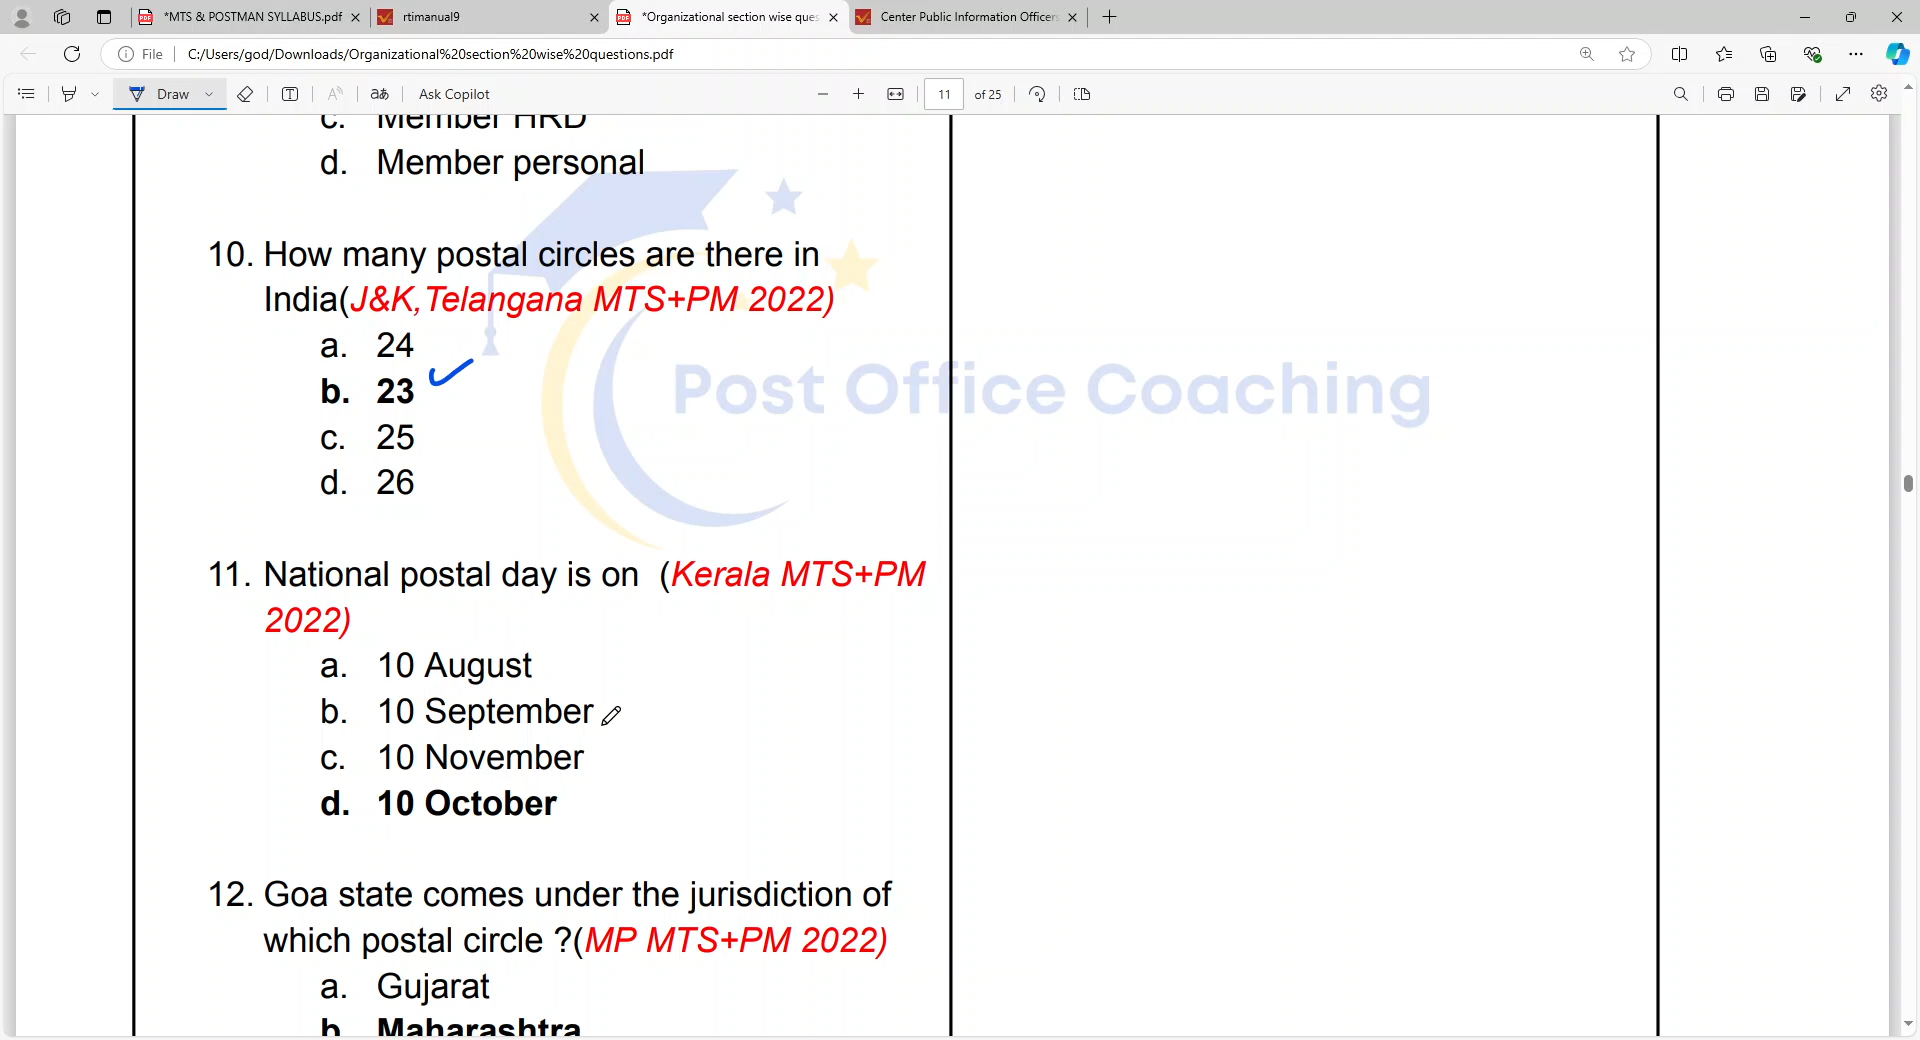 *MTS & POSTMAN SYLLABUS.pdf
rtimanual9
*Organizational section wise ques
Center Public Information Officers
File
C:/Users/god/Downloads/Organizational%20section%20wise%20questions.pdf
Draw
Ask Copilot
11
of 25
c. Member HRD
d. Member personal
10. How many postal circles are there in
India(J&K,Telangana MTS+PM 2022)
a. 24
b. 23
c. 25
d. 26
Post Office Coaching
11. National postal day is on (Kerala MTS+PM
2022)
a. 10 August
b. 10 September
c. 10 November
d. 10 October
12. Goa state comes under the jurisdiction of
which postal circle ?(MP MTS+PM 2022)
a. Gujarat
b. Maharashtra